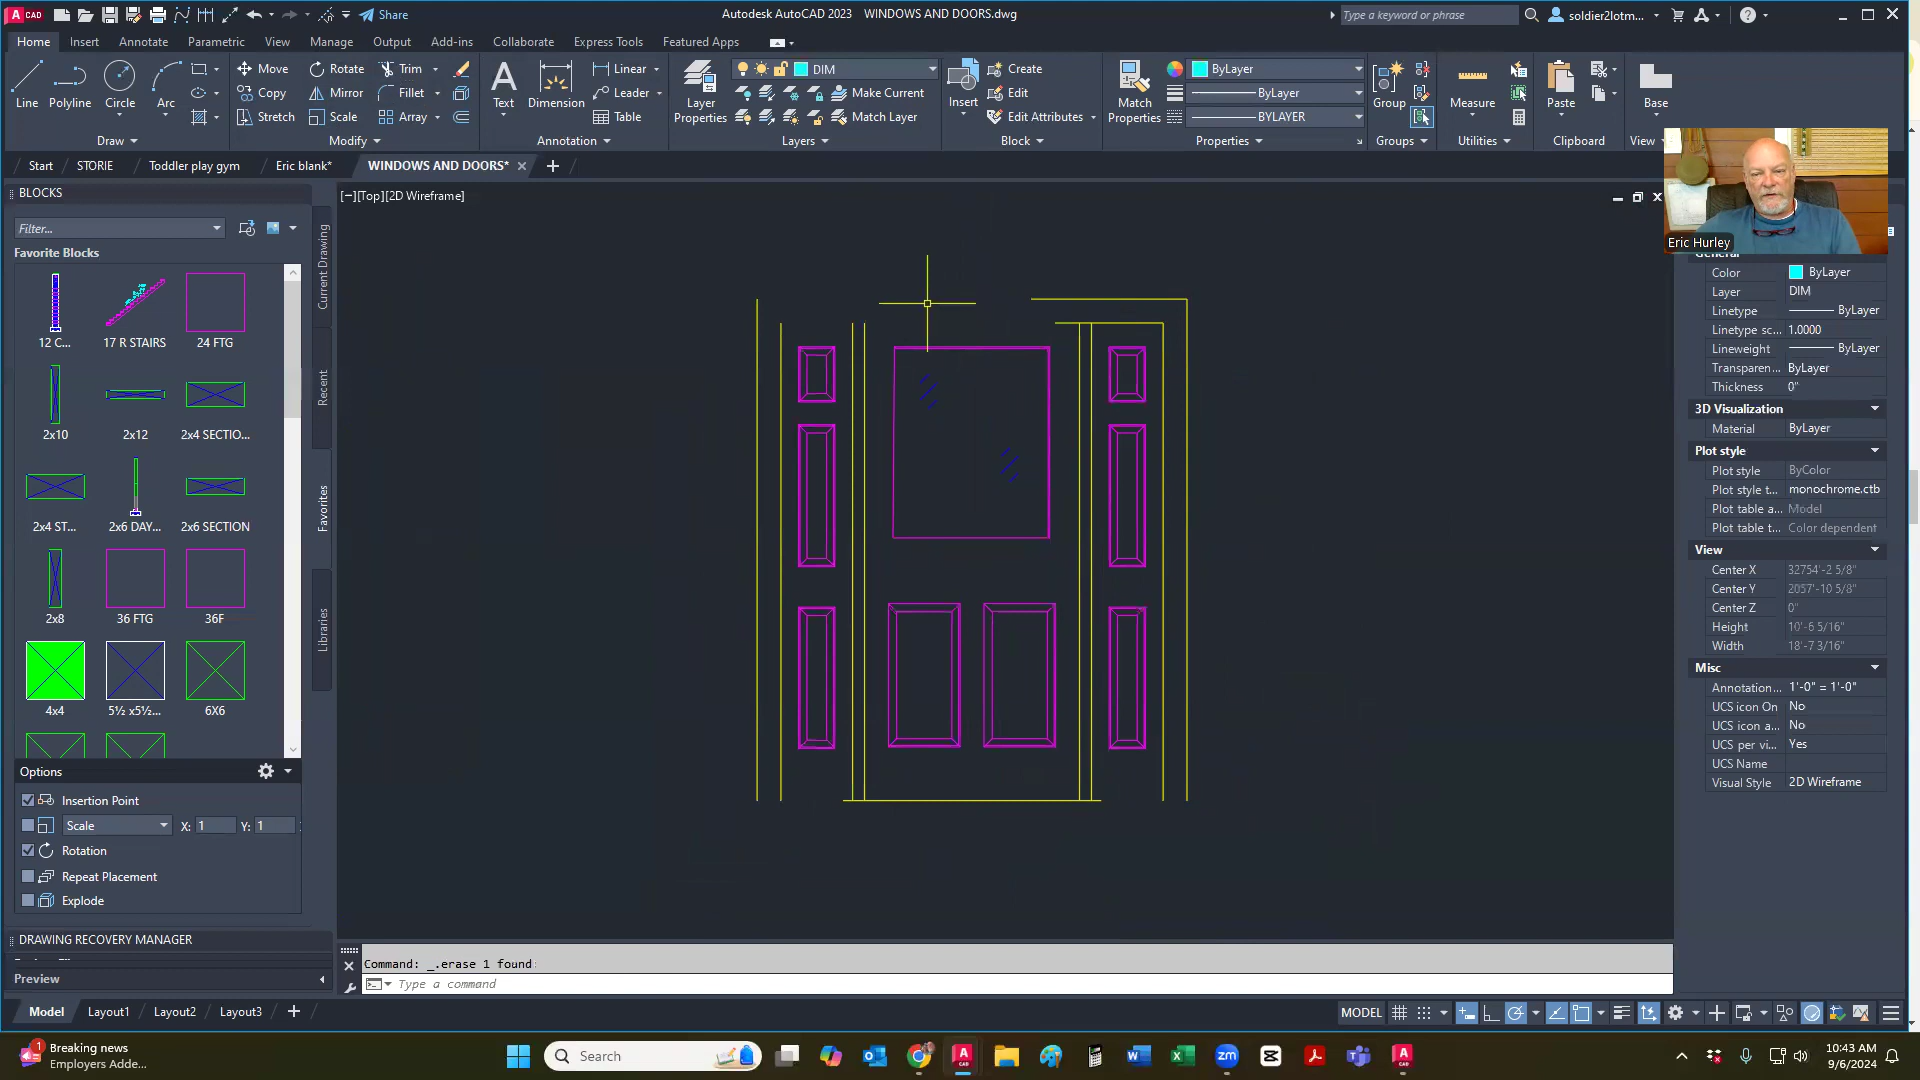 CAD
Share
Autodesk AutoCAD 2023 WINDOWS AND DOORS.dwg
Type a keyword or phrase
soldier2lotm...
Home Insert Annotate Parametric View Manage Output Add-ins Collaborate Express Tools Featured Apps
Line Polyline Circle Arc
Move Rotate Trim
Copy Mirror Fillet
Stretch Scale Array
Text Dimension
Linear
Leader
Table
Layer Properties
DIM
Make Current
Match Layer
Insert
Create
Edit
Edit Attributes
Match Properties
ByLayer
ByLayer
BYLAYER
Group
Measure
Paste
Base
Draw Modify Annotation Layers Block Properties Groups Utilities Clipboard View
Start STORIE Toddler play gym Eric blank* WINDOWS AND DOORS*
BLOCKS
Filter...
Favorite Blocks
12 C... 17 R STAIRS 24 FTG
2x10 2x12 2x4 SECTIO...
2x4 ST... 2x6 DAY... 2x6 SECTION
2x8 36 FTG 36F
4x4 5½ x5½... 6X6
Options
Insertion Point
Scale X: 1 Y: 1
Rotation
Repeat Placement
Explode
DRAWING RECOVERY MANAGER
Preview
Current Drawing
Recent
Favorites
Libraries
[−][Top][2D Wireframe]
Eric Hurley
General
Color ByLayer
Layer DIM
Linetype ByLayer
Linetype sc... 1.0000
Lineweight ByLayer
Transparen... ByLayer
Thickness 0"
3D Visualization
Material ByLayer
Plot style
Plot style ByColor
Plot style t... monochrome.ctb
Plot table a... Model
Plot table t... Color dependent
View
Center X 32754'-2 5/8"
Center Y 2057'-10 5/8"
Center Z 0"
Height 10'-6 5/16"
Width 18'-7 3/16"
Misc
Annotation... 1'-0" = 1'-0"
UCS icon On No
UCS icon a... No
UCS per vi... Yes
UCS Name
Visual Style 2D Wireframe
Command: _.erase 1 found
Type a command
Model Layout1 Layout2 Layout3
MODEL
1 Breaking news
Employers Adde...
Search
zm
10:43 AM
9/6/2024